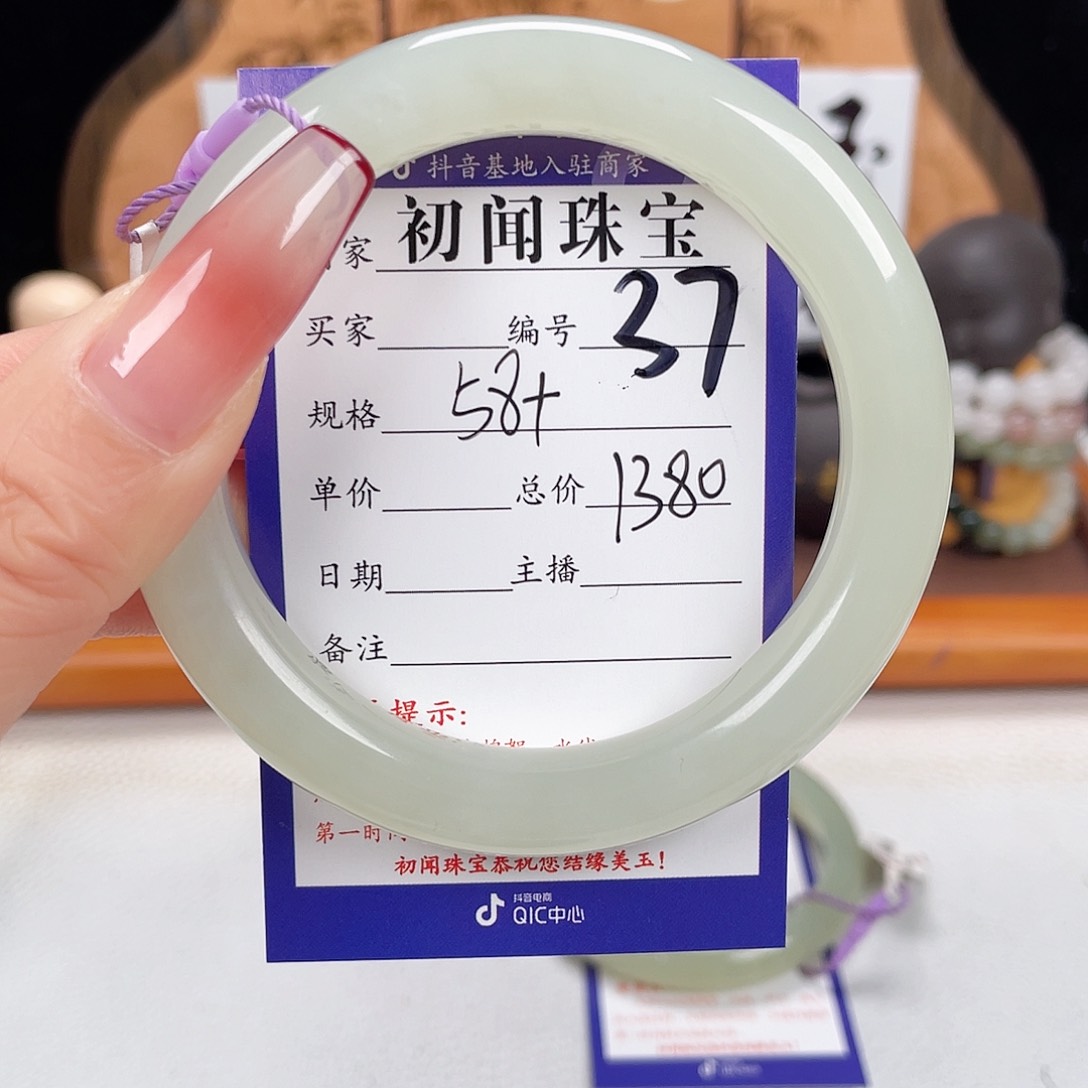 抖音基地入驻商家
家 初闻珠宝
买家 编号 37
规格 58+
单价 总价 1380
日期 主播
备注
提示:
第一时
初闻珠宝恭祝您结缘美玉!
抖音电商
QIC中心